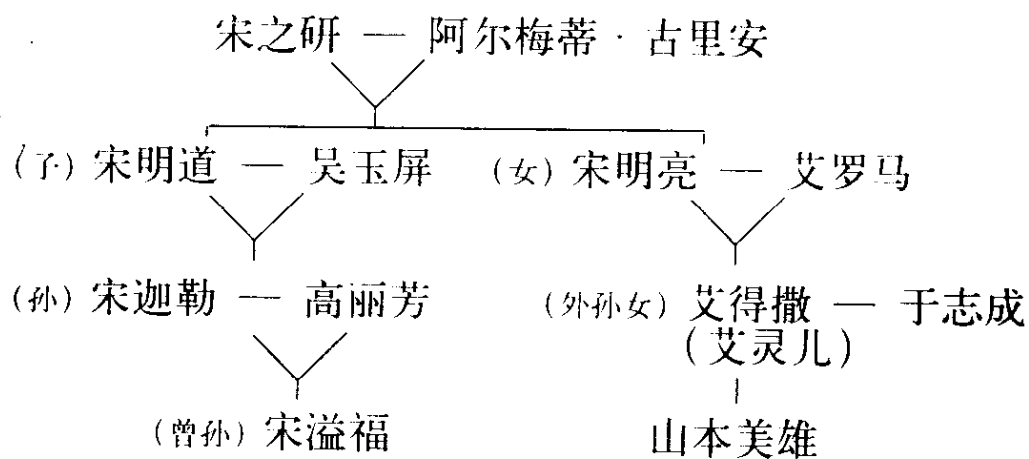 宋之研 — 阿尔梅蒂·古里安
(子) 宋明道 — 吴玉屏 (女) 宋明亮 — 艾罗马
(孙) 宋迦勒 — 高丽芳 (外孙女) 艾得撒 — 于志成
(艾灵儿)
(曾孙) 宋溢福 山本美雄